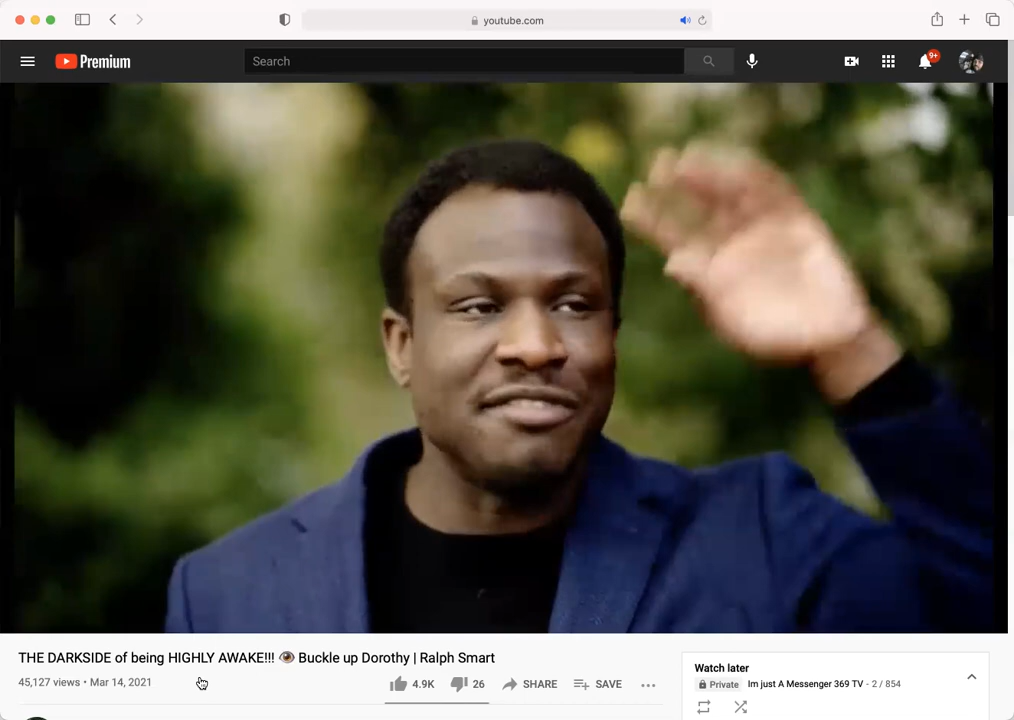 youtube.com
Premium
Search
9+
THE DARKSIDE of being HIGHLY AWAKE!!! 👁 Buckle up Dorothy | Ralph Smart
45,127 views • Mar 14, 2021
4.9K
26
SHARE
SAVE
Watch later
Private
Im just A Messenger 369 TV - 2 / 854